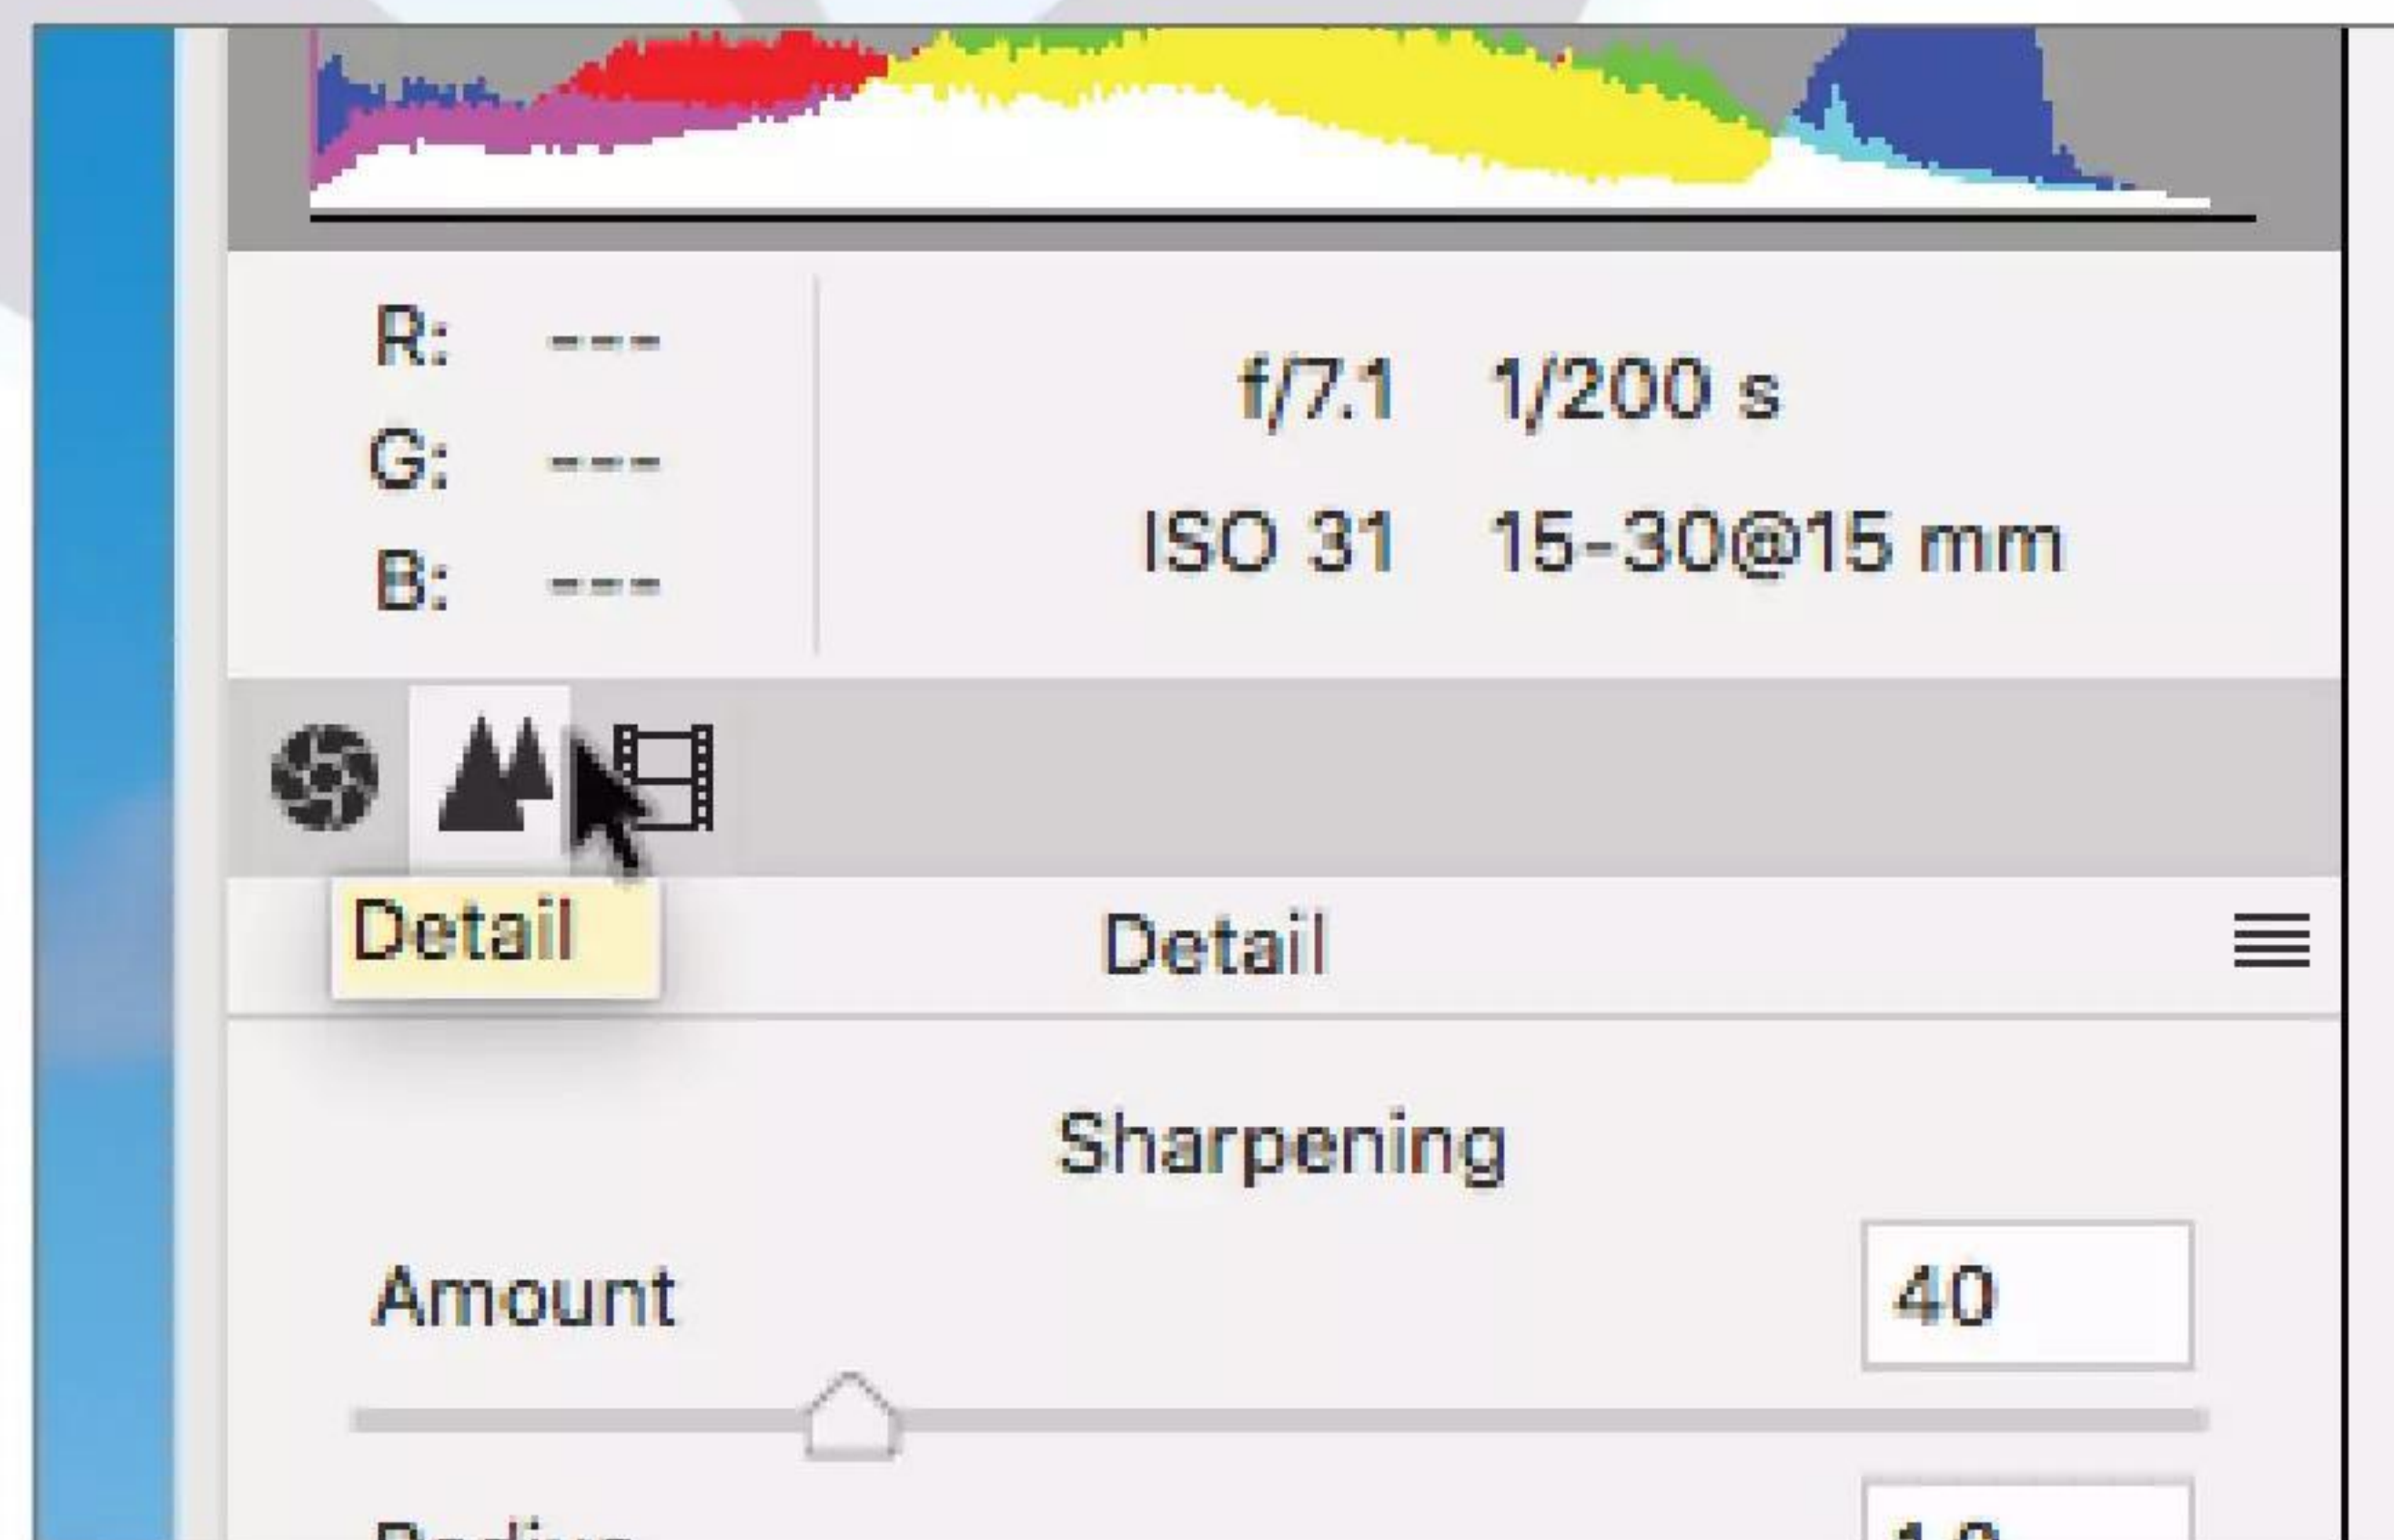 R: ---
f/7.1 1/200 s
G: ---
ISO 31 15-30@15 mm
B: ---
Detail
Detail
Sharpening
Amount 40